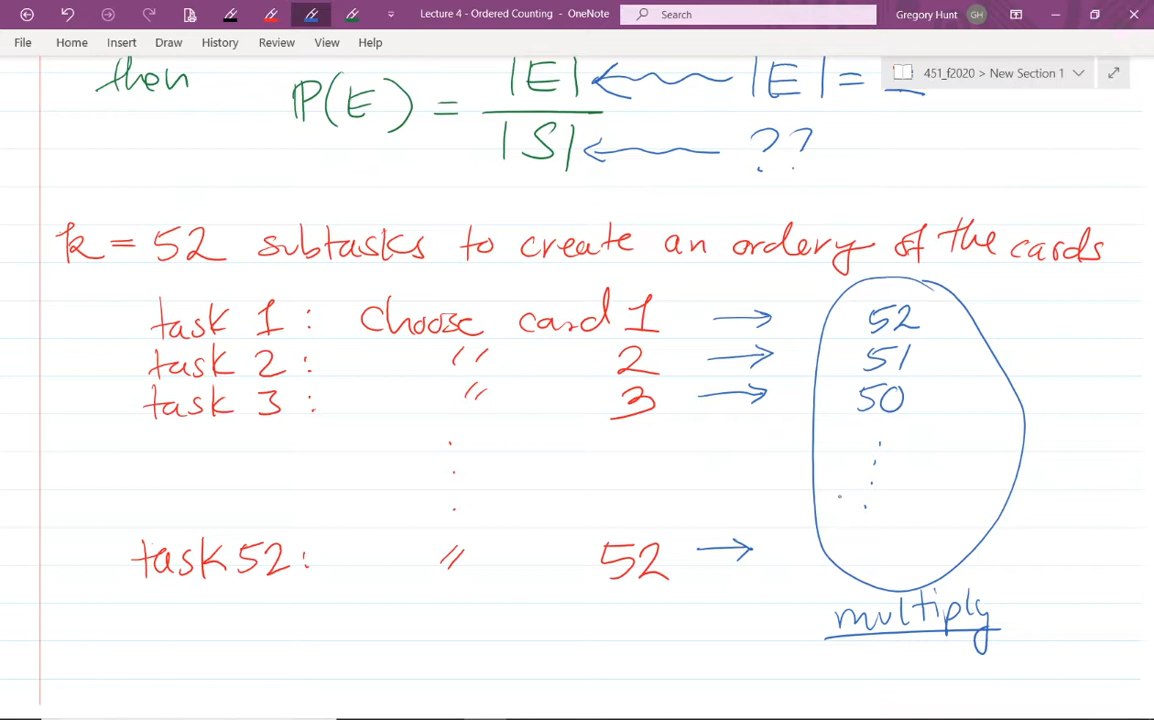 Lecture 4 - Ordered Counting - OneNote
Search
Gregory Hunt GH
File Home Insert Draw History Review View Help
451_f2020 > New Section 1
then P(E) = |E| / |S|
|E| =
??
k = 52 subtasks to create an ordery of the cards
task 1 : Choose card 1 → 52
task 2 : " 2 → 51
task 3 : " 3 → 50
task 52 : " 52 →
multiply